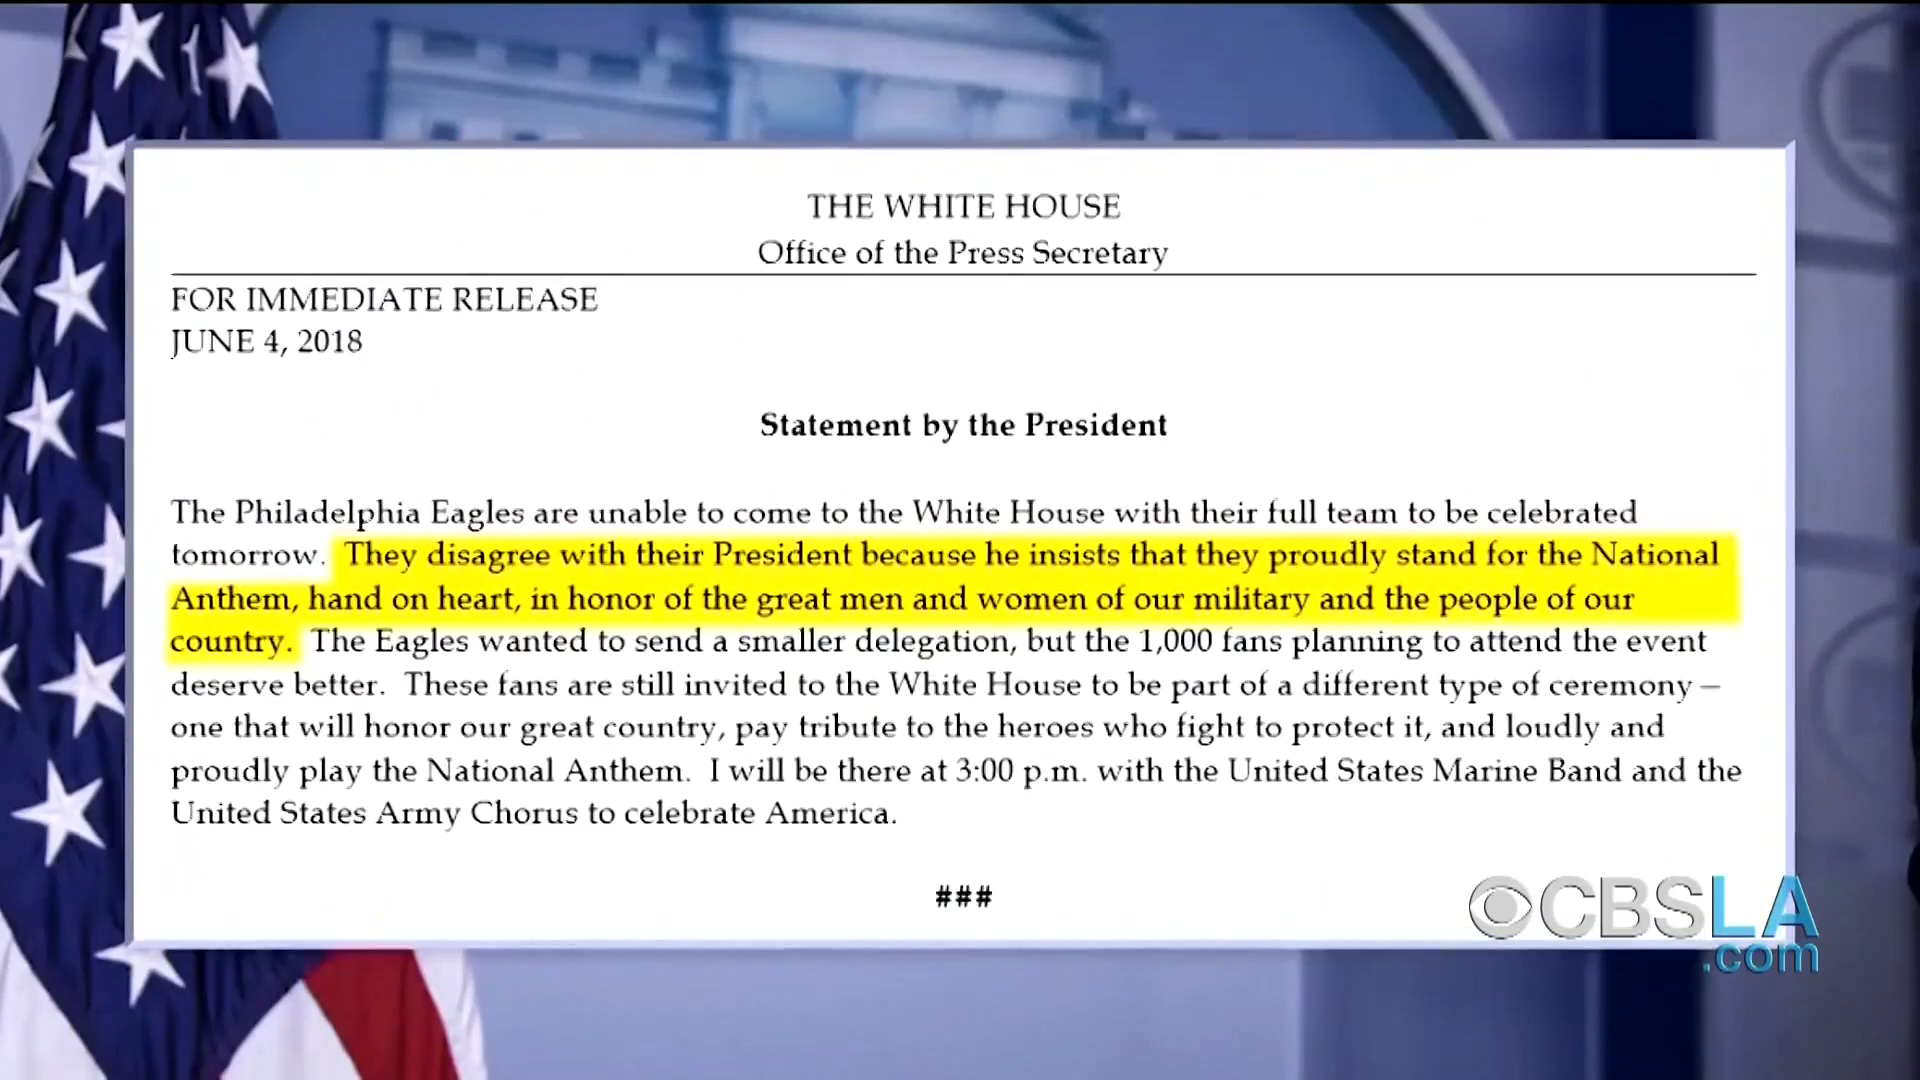 THE WHITE HOUSE
Office of the Press Secretary
FOR IMMEDIATE RELEASE
JUNE 4, 2018
Statement by the President
The Philadelphia Eagles are unable to come to the White House with their full team to be celebrated
tomorrow.  They disagree with their President because he insists that they proudly stand for the National
Anthem, hand on heart, in honor of the great men and women of our military and the people of our
country.  The Eagles wanted to send a smaller delegation, but the 1,000 fans planning to attend the event
deserve better.  These fans are still invited to the White House to be part of a different type of ceremony –
one that will honor our great country, pay tribute to the heroes who fight to protect it, and loudly and
proudly play the National Anthem.  I will be there at 3:00 p.m. with the United States Marine Band and the
United States Army Chorus to celebrate America.
###
CBSLA
.com